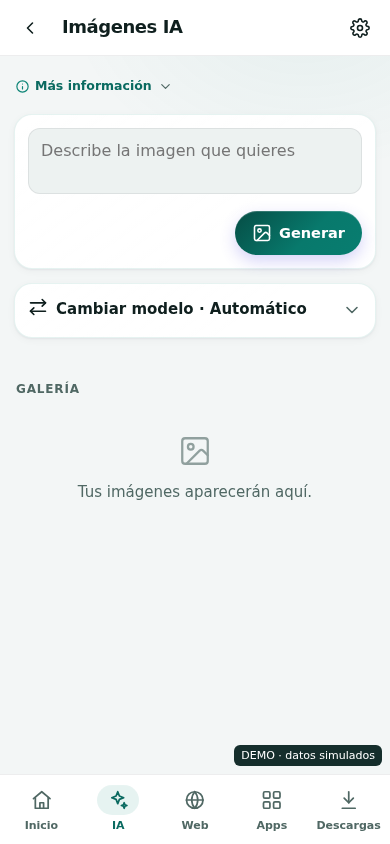 Imágenes IA
Más información
Describe la imagen que quieres
Generar
Cambiar modelo · Automático
GALERÍA
Tus imágenes aparecerán aquí.
DEMO · datos simulados
Inicio
IA
Web
Apps
Descargas